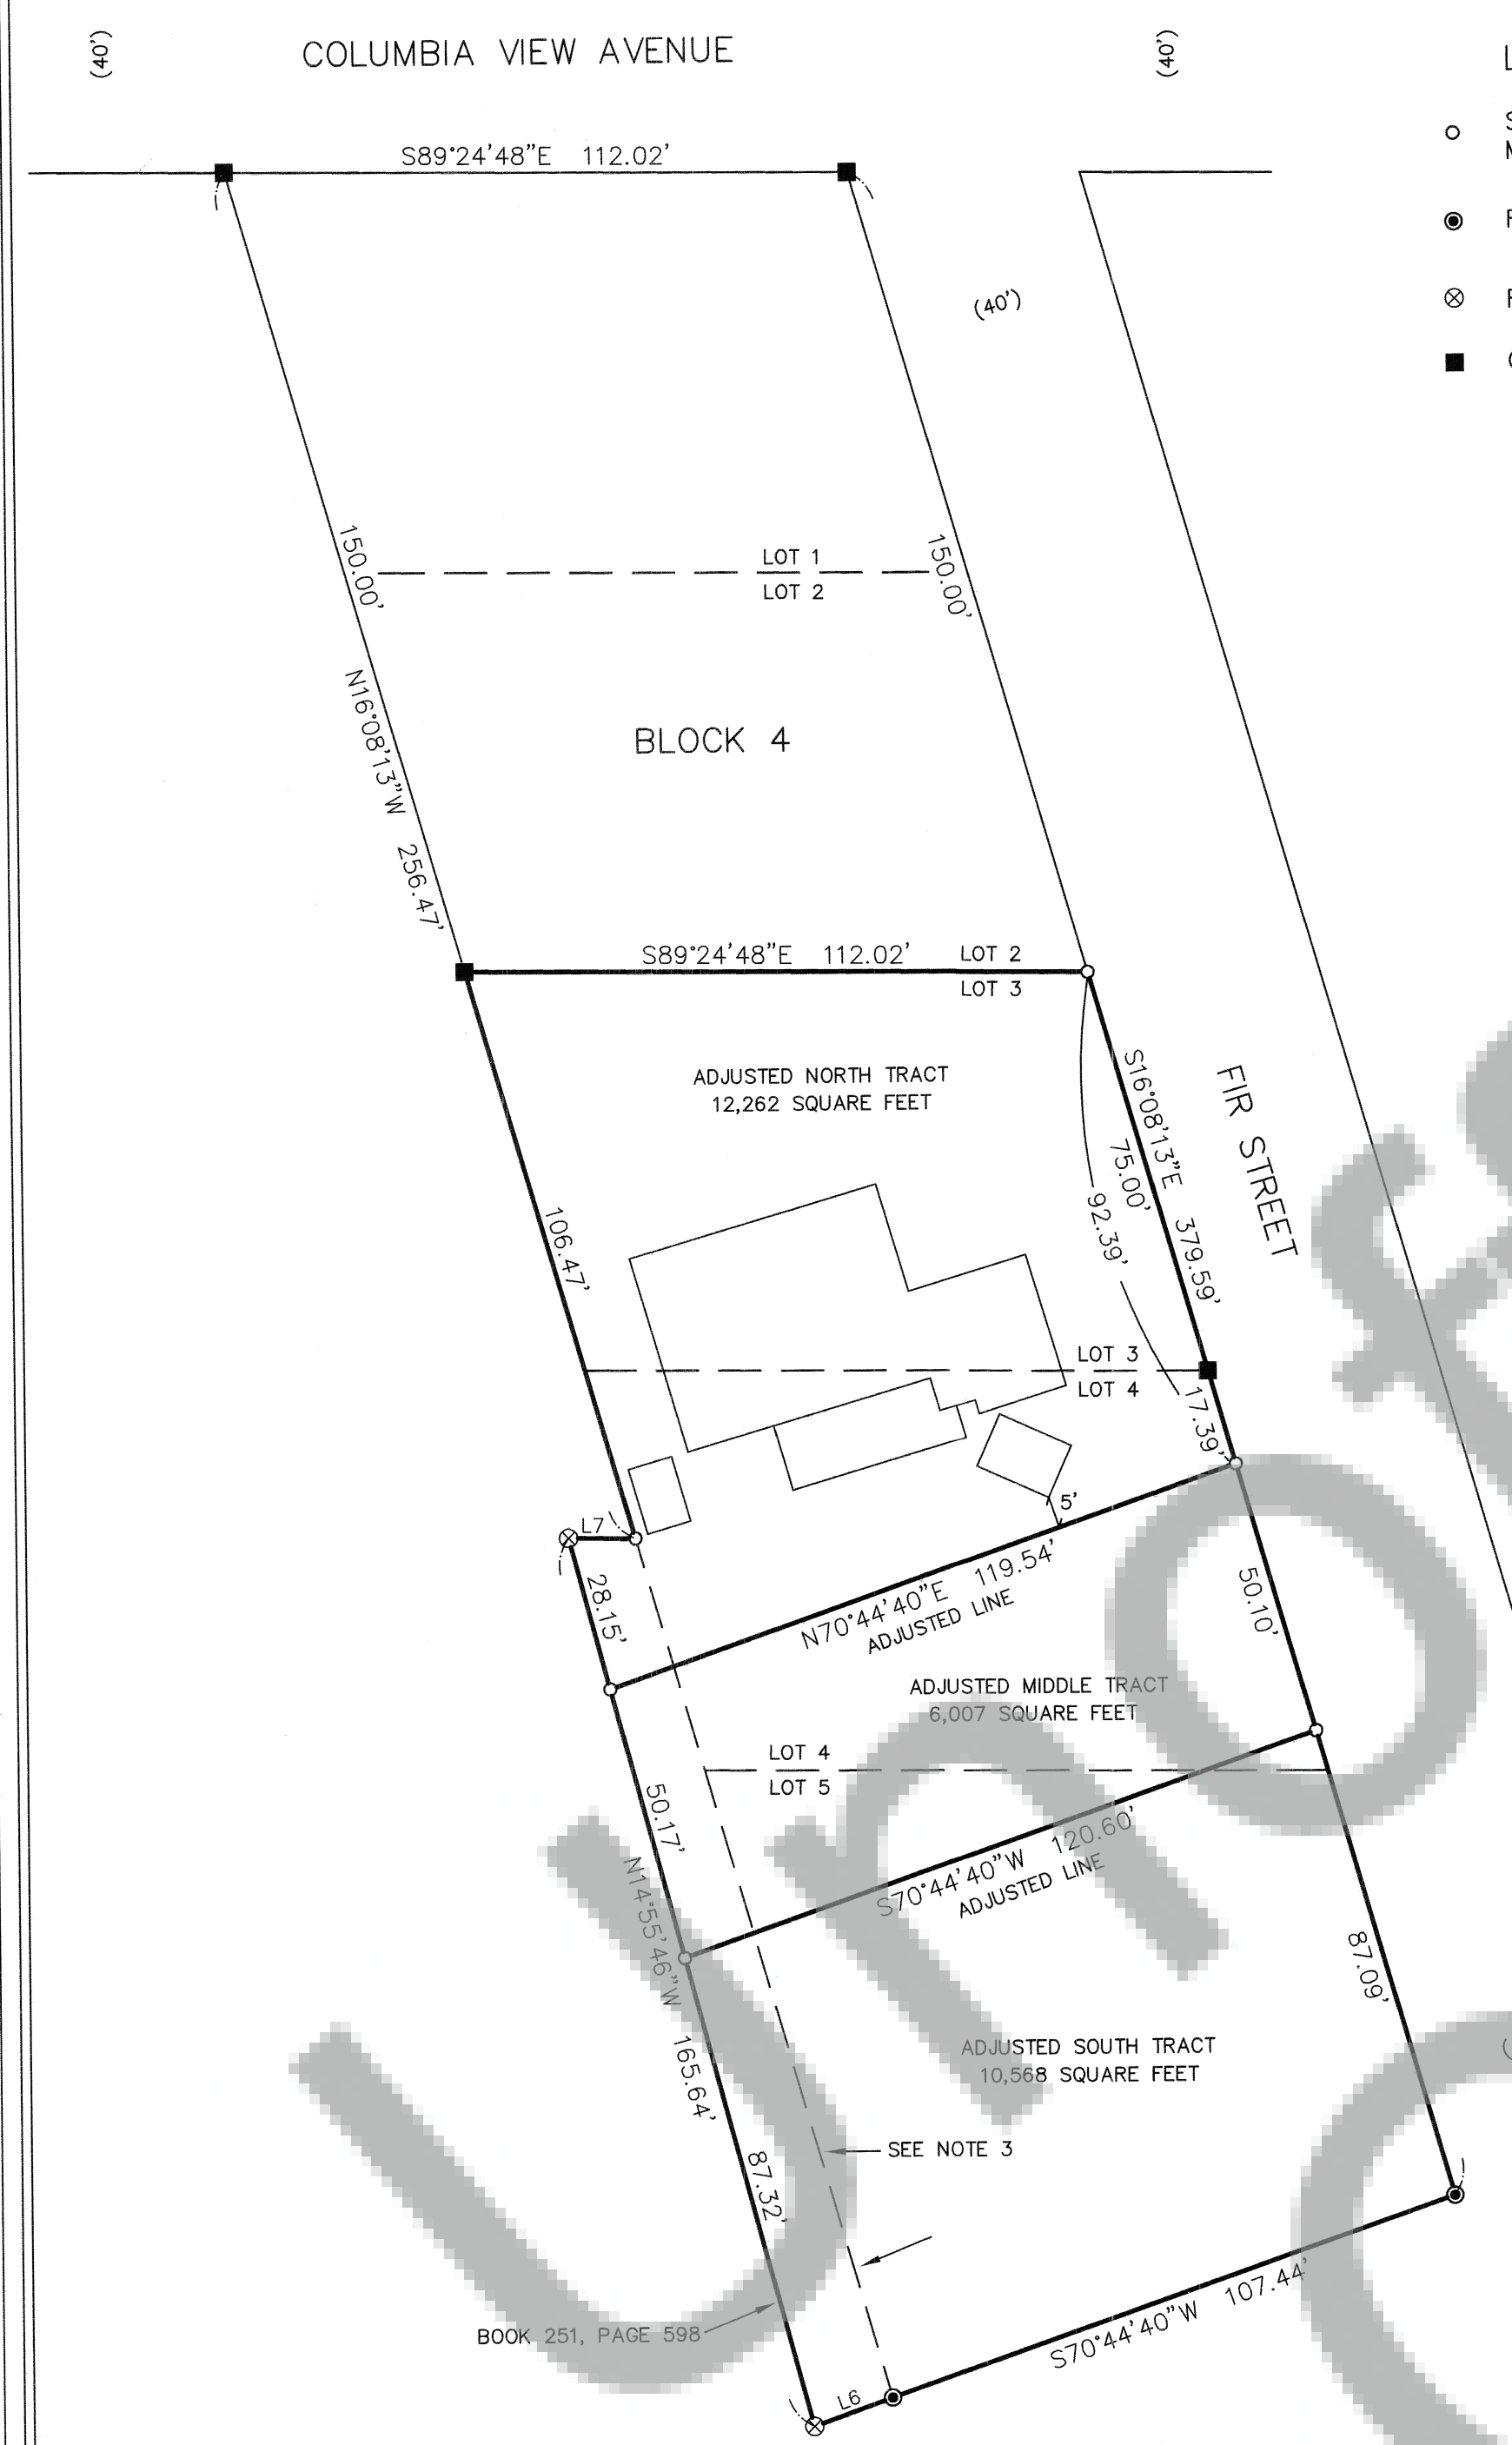 (40')
COLUMBIA VIEW AVENUE
(40')
S89°24'48"E 112.02'
(40')
150.00'
LOT 1
LOT 2
150.00'
N16°08'13"W 256.47'
BLOCK 4
S89°24'48"E 112.02'
LOT 2
LOT 3
ADJUSTED NORTH TRACT
12,262 SQUARE FEET
S16°08'13"E 379.59'
75.00'
FIR STREET
92.39'
106.47'
LOT 3
LOT 4
17.39'
5'
L7
28.15'
N70°44'40"E 119.54'
ADJUSTED LINE
50.10'
ADJUSTED MIDDLE TRACT
6,007 SQUARE FEET
LOT 4
LOT 5
50.17'
S70°44'40"W 120.60'
ADJUSTED LINE
N14°55'46"W 165.64'
87.09'
ADJUSTED SOUTH TRACT
10,568 SQUARE FEET
SEE NOTE 3
87.32'
BOOK 251, PAGE 598
S70°44'40"W 107.44'
L6